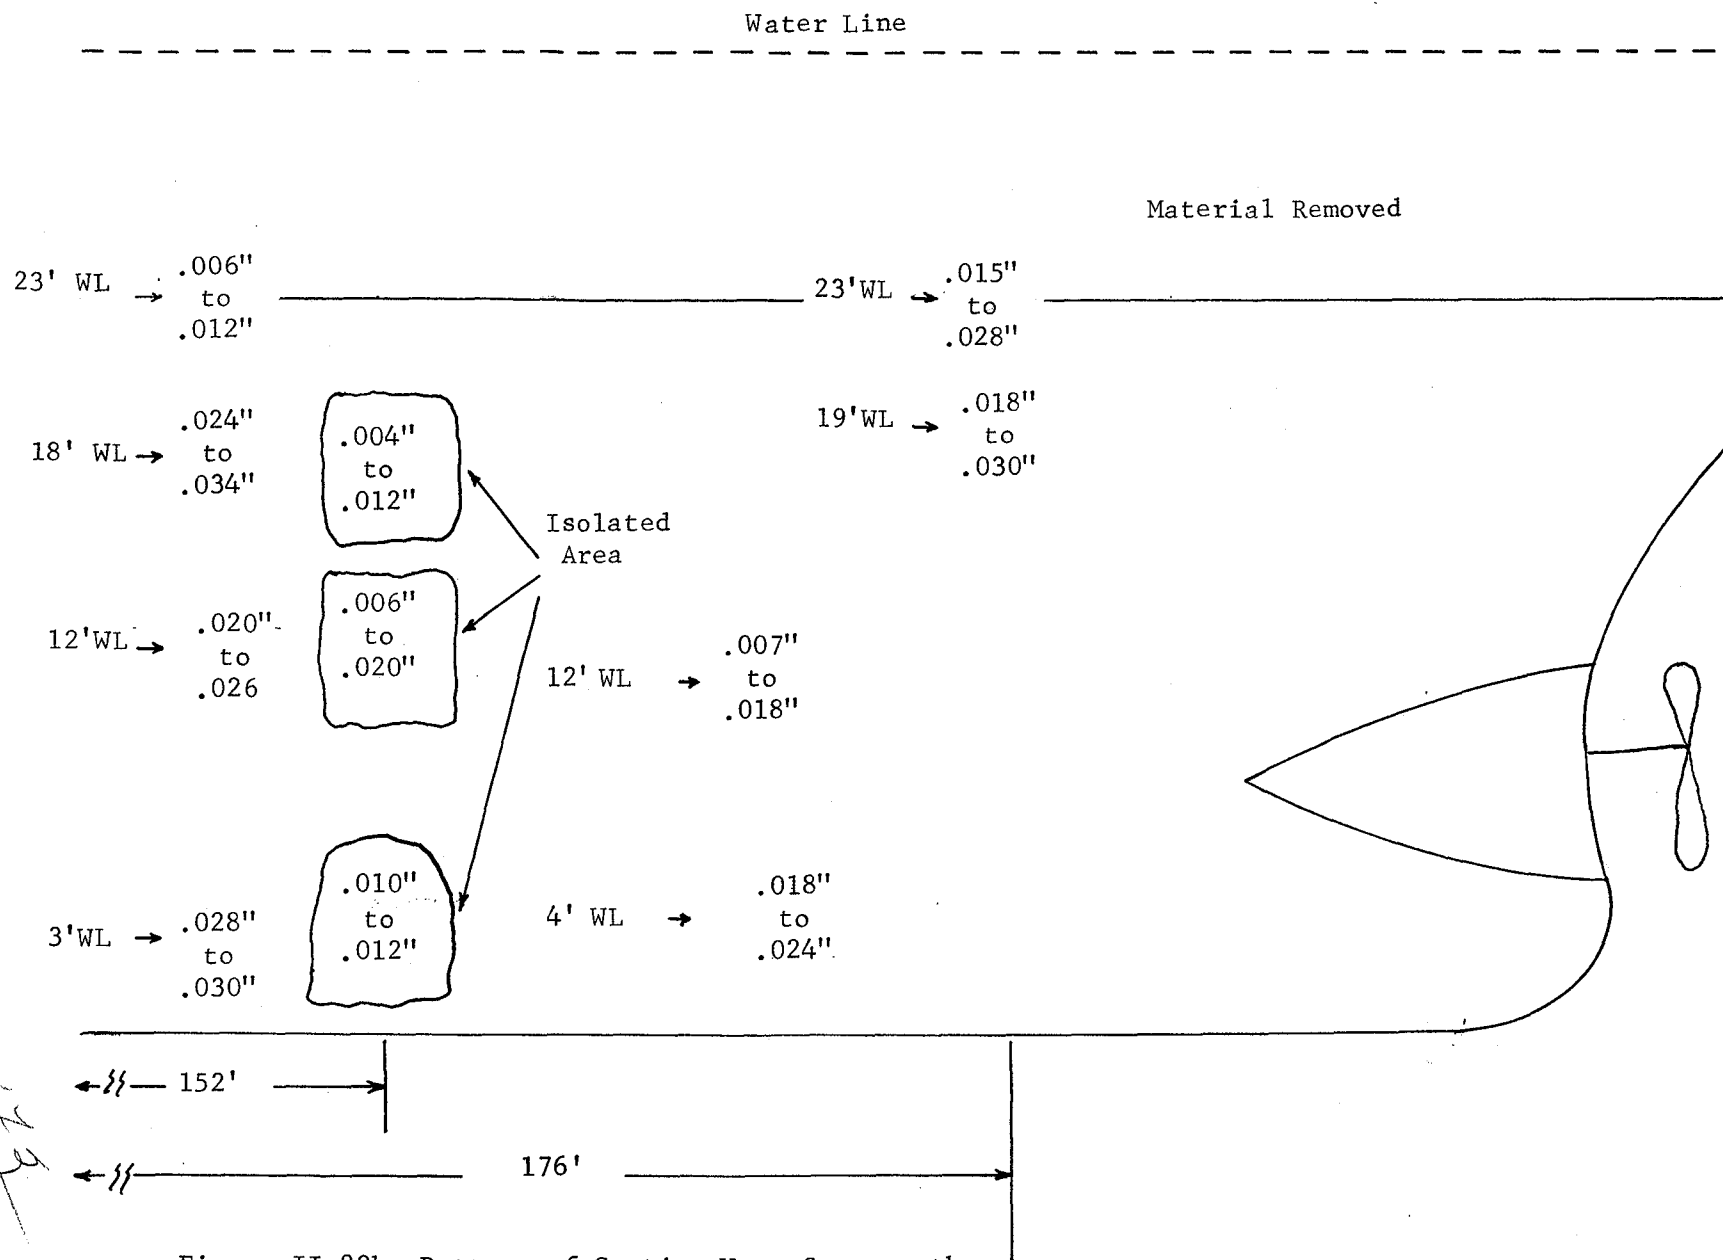 Water Line
Material Removed
23' WL → .006"
to
.012"
23'WL → .015"
to
.028"
18' WL → .024"
to
.034"
.004"
to
.012"
19'WL → .018"
to
.030"
Isolated
Area
12'WL → .020"
to
.026
.006"
to
.020"
12' WL → .007"
to
.018"
3'WL → .028"
to
.030"
.010"
to
.012"
4' WL → .018"
to
.024"
152'
176'